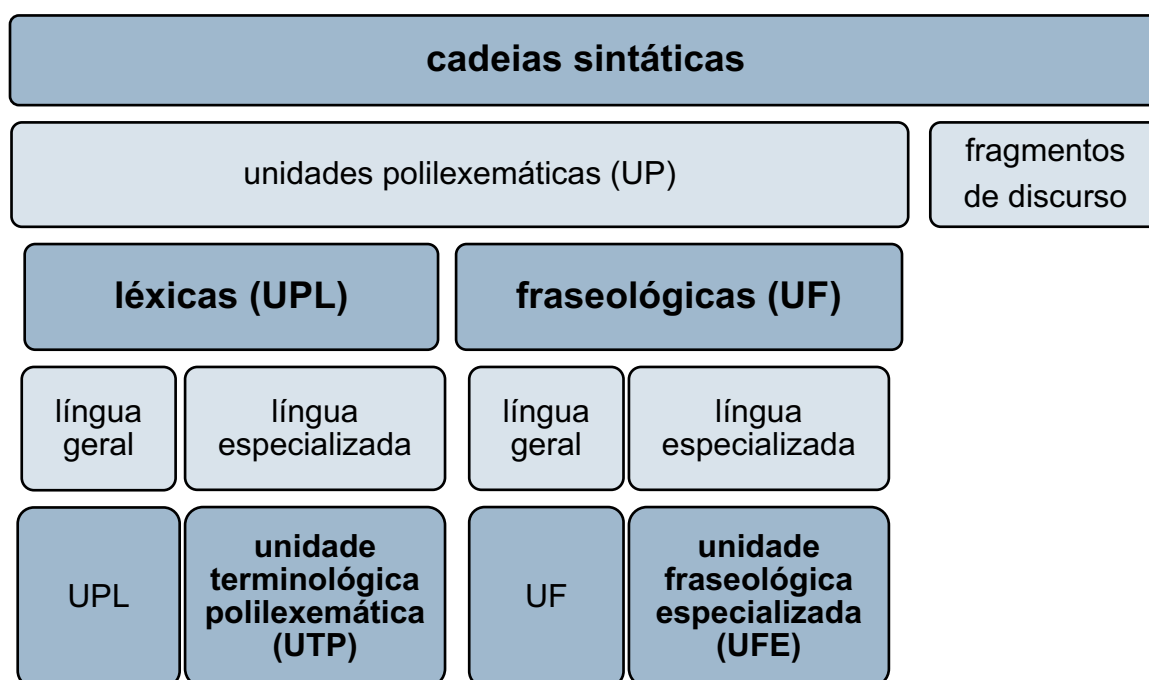 cadeias sintáticas
unidades polilexemáticas (UP)
fragmentos
de discurso
léxicas (UPL)
fraseológicas (UF)
língua
geral
língua
especializada
língua
geral
língua
especializada
UPL
unidade
terminológica
polilexemática
(UTP)
UF
unidade
fraseológica
especializada
(UFE)